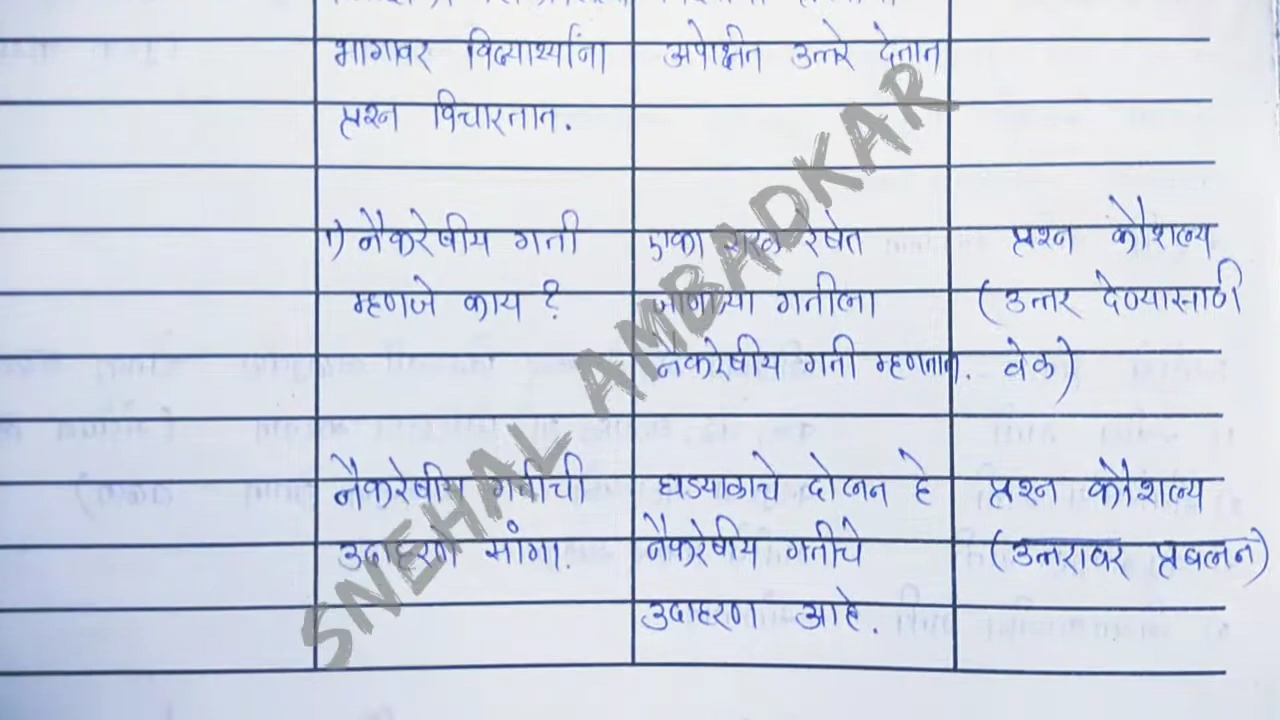 भागावर विद्यार्थ्यांना
प्रश्न विचारतात.
अपेक्षीत उत्तरे देतात
१) नैकरेषीय गती
म्हणजे काय ?
एका सरळ रेषेत
जाणाऱ्या गतीला
नैकरेषीय गती म्हणतात.
प्रश्न कौशल्य
(उत्तर देण्यासाठी
वेळ)
नैकरेषीय गतीची
उदाहरण सांगा.
घड्याळाचे दोलन हे
नैकरेषीय गतीचे
उदाहरण आहे.
प्रश्न कौशल्य
(उत्तरावर प्रबलन)
SNEHAL AMBADKAR